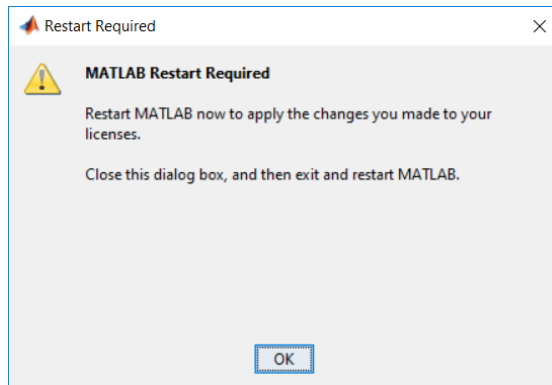 Restart Required
MATLAB Restart Required
Restart MATLAB now to apply the changes you made to your
licenses.
Close this dialog box, and then exit and restart MATLAB.
OK